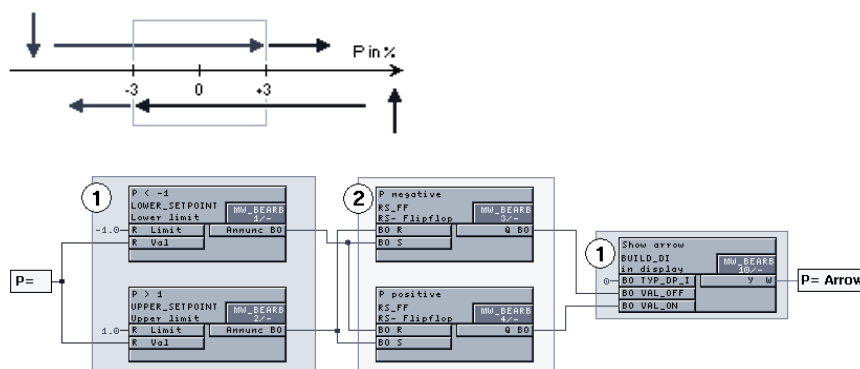 P in %
-3 0 +3
1
P < -1
LOWER_SETPOINT
Lower limit
MW_BEARB
1/-
-1.0
R Limit
Annunc BO
R Val
P=
P > 1
UPPER_SETPOINT
Upper limit
MW_BEARB
2/-
1.0
R Limit
Annunc BO
R Val
2
P negative
RS_FF
RS- Flipflop
MW_BEARB
3/-
BO R
Q BO
BO S
P positive
RS_FF
RS- Flipflop
MW_BEARB
4/-
BO R
Q BO
BO S
1
Show arrow
BUILD_DI
in display
MW_BEARB
10/-
0
BO TYP_DP_I
Y W
BO VAL_OFF
BO VAL_ON
P= Arrow